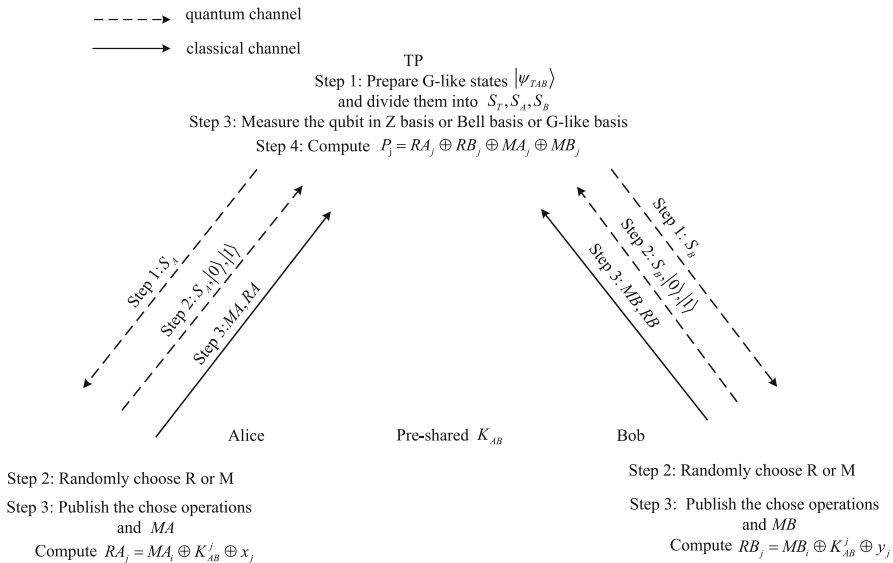 quantum channel
classical channel
TP
Step 1: Prepare G-like states |ψ_TAB⟩
and divide them into S_T, S_A, S_B
Step 3: Measure the qubit in Z basis or Bell basis or G-like basis
Step 4: Compute P_j = RA_j ⊕ RB_j ⊕ MA_j ⊕ MB_j
Step 1: S_A
Step 2: S_A, |0⟩, |1⟩
Step 3: MA, RA
Step 1: S_B
Step 2: S_B, |0⟩, |1⟩
Step 3: MB, RB
Alice
Pre-shared K_AB
Bob
Step 2: Randomly choose R or M
Step 3: Publish the chose operations
and MA
Compute RA_j = MA_i ⊕ K_AB^j ⊕ x_j
Step 2: Randomly choose R or M
Step 3: Publish the chose operations
and MB
Compute RB_j = MB_i ⊕ K_AB^j ⊕ y_j